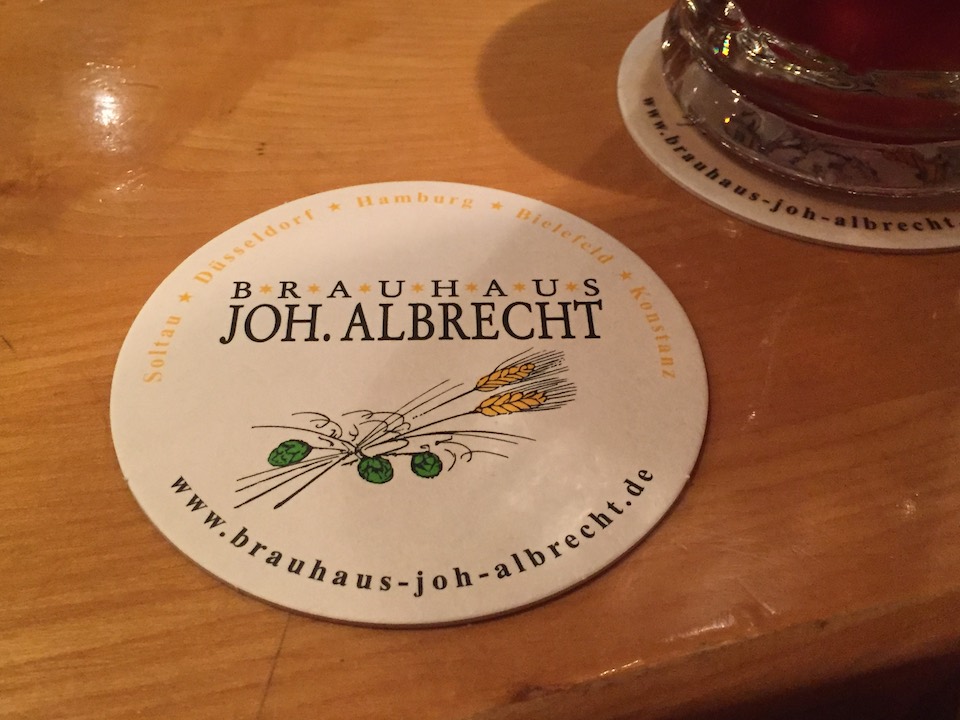 Soltau ★ Düsseldorf ★ Hamburg ★ Bielefeld ★ Konstanz
B★R★A★U★H★A★U★S
JOH. ALBRECHT
www.brauhaus-joh-albrecht.de
www.brauhaus-joh-albrecht.